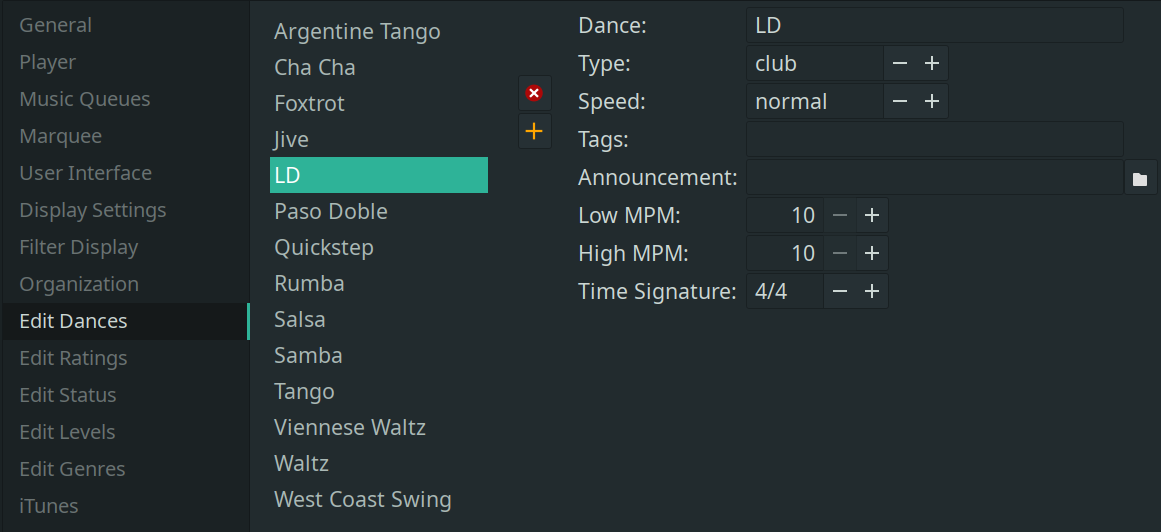 General
Player
Music Queues
Marquee
User Interface
Display Settings
Filter Display
Organization
Edit Dances
Edit Ratings
Edit Status
Edit Levels
Edit Genres
iTunes
Argentine Tango
Cha Cha
Foxtrot
Jive
LD
Paso Doble
Quickstep
Rumba
Salsa
Samba
Tango
Viennese Waltz
Waltz
West Coast Swing
Dance: LD
Type: club
Speed: normal
Tags:
Announcement:
Low MPM: 10
High MPM: 10
Time Signature: 4/4